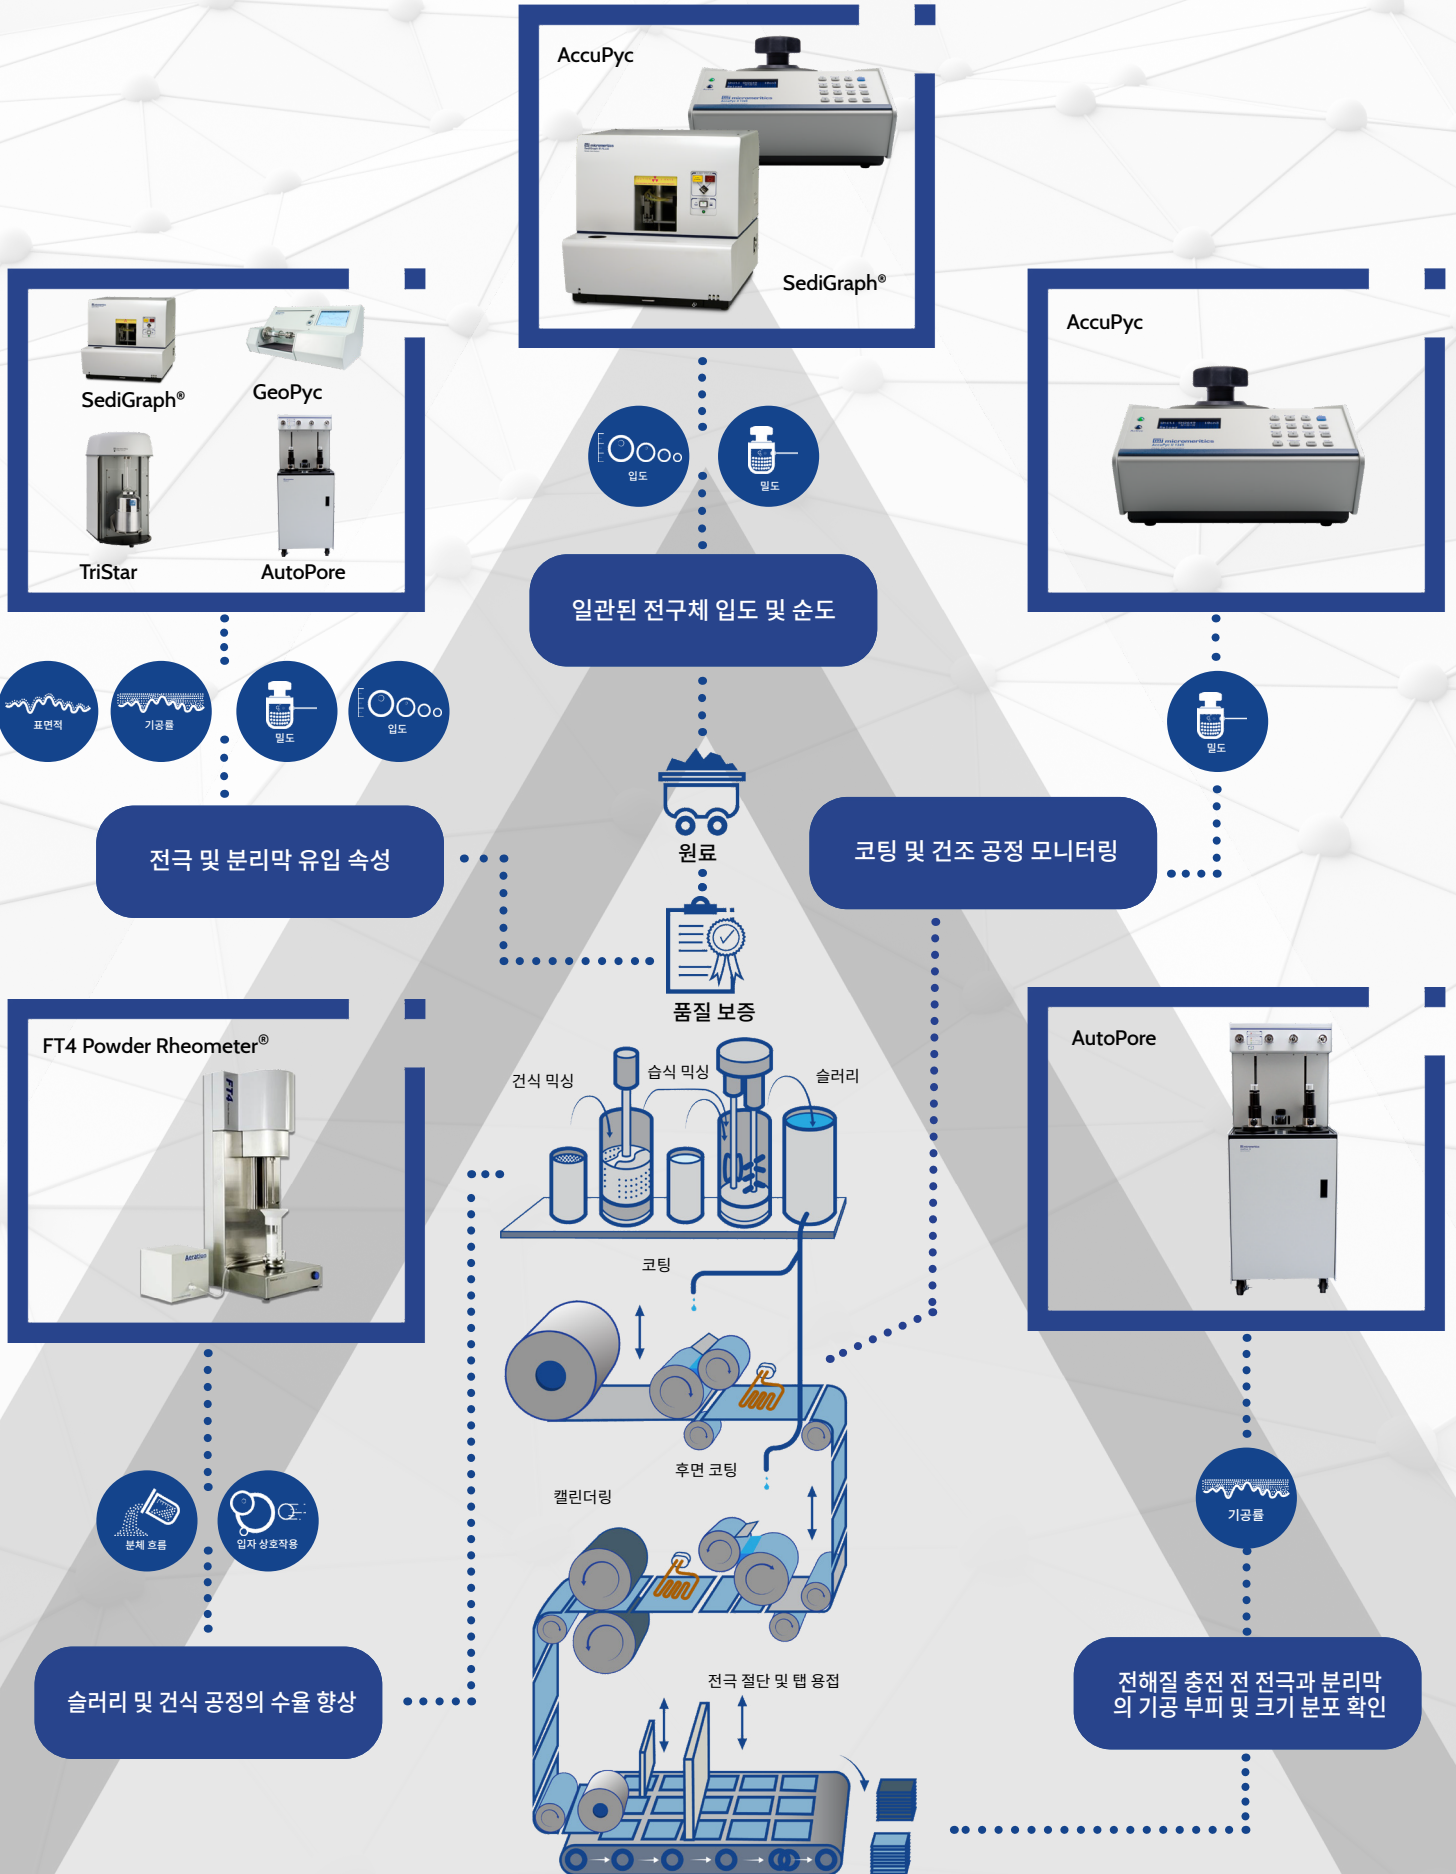 AccuPyc
micromeritics
micromeritics
SediGraph®
SediGraph®
GeoPyc
TriStar
AutoPore
AccuPyc
micromeritics
입도
밀도
일관된 전구체 입도 및 순도
표면적
기공률
밀도
입도
밀도
전극 및 분리막 유입 속성
원료
코팅 및 건조 공정 모니터링
품질 보증
FT4 Powder Rheometer®
FT4
Aeration
건식 믹싱
습식 믹싱
슬러리
AutoPore
코팅
후면 코팅
캘린더링
분체 흐름
입자 상호작용
기공률
슬러리 및 건식 공정의 수율 향상
전극 절단 및 탭 용접
전해질 충전 전 전극과 분리막
의 기공 부피 및 크기 분포 확인